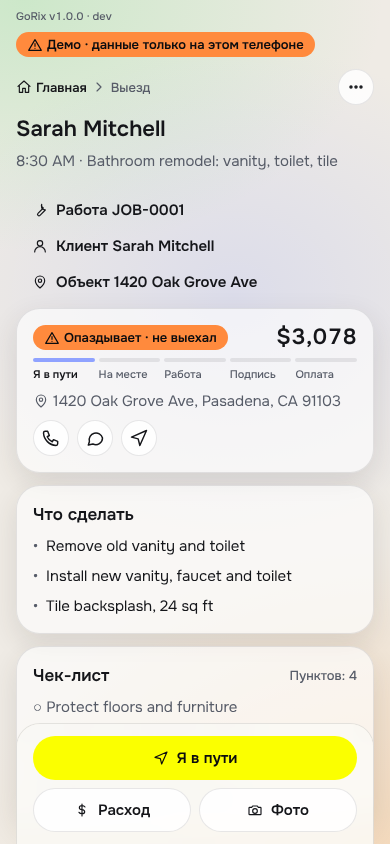 GoRix v1.0.0 · dev
Демо · данные только на этом телефоне
Главная > Выезд
Sarah Mitchell
8:30 AM · Bathroom remodel: vanity, toilet, tile
Работа JOB-0001
Клиент Sarah Mitchell
Объект 1420 Oak Grove Ave
Опаздывает · не выехал $3,078
Я в пути На месте Работа Подпись Оплата
1420 Oak Grove Ave, Pasadena, CA 91103
Что сделать
• Remove old vanity and toilet
• Install new vanity, faucet and toilet
• Tile backsplash, 24 sq ft
Чек-лист Пунктов: 4
○ Protect floors and furniture
Я в пути
$ Расход Фото